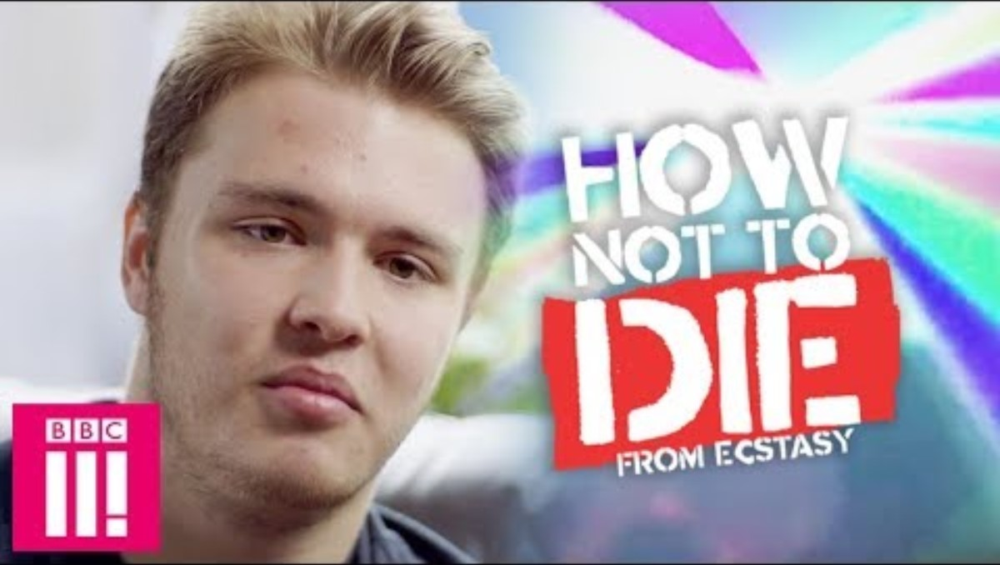 HOW
NOT TO
DIE
FROM ECSTASY
BBC
III!